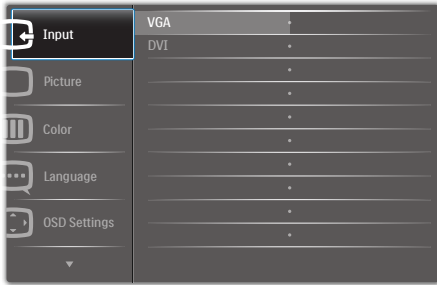 Input
VGA
DVI
Picture
Color
Language
OSD Settings